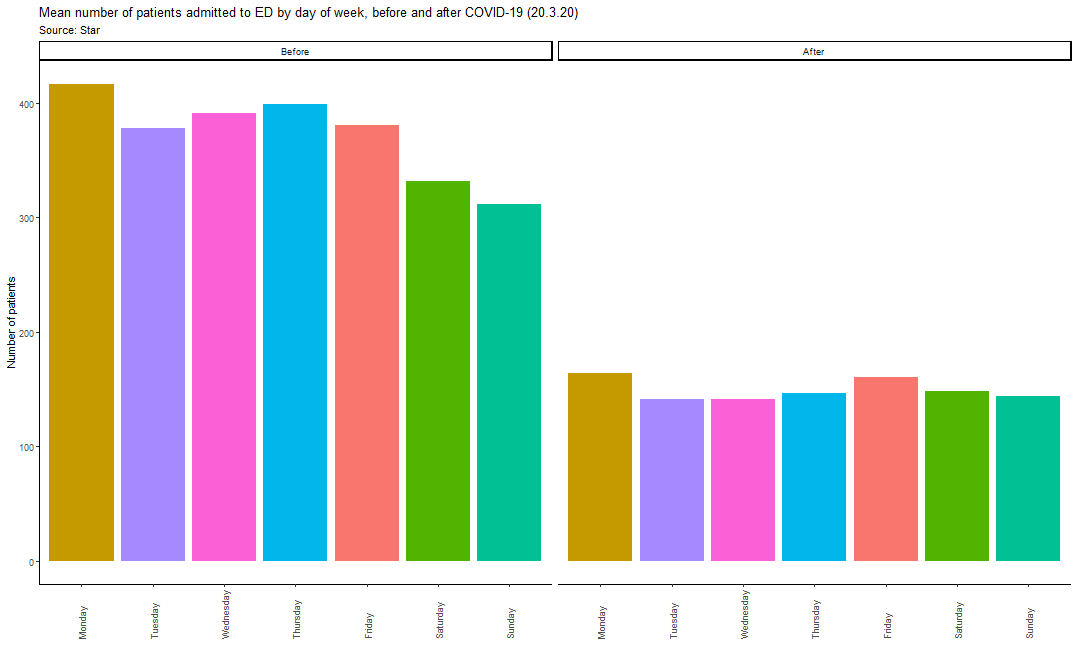 Mean number of patients admitted to ED by day of week, before and after COVID-19 (20.3.20)
Source: Star
Before
After
Number of patients
400
300
200
100
0
Monday
Tuesday
Wednesday
Thursday
Friday
Saturday
Sunday
Monday
Tuesday
Wednesday
Thursday
Friday
Saturday
Sunday